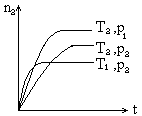 n₂
T₂,p₁
T₂,p₂
T₁,p₂
t